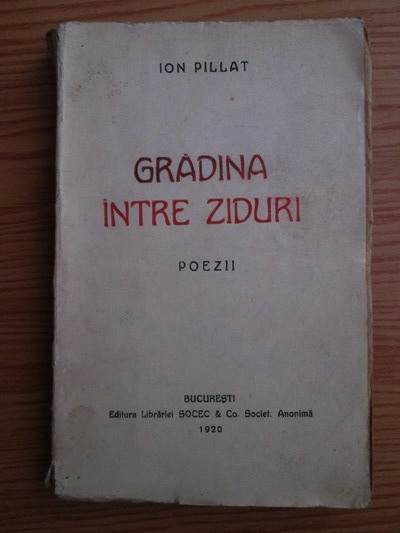 ION PILLAT
GRĂDINA
ÎNTRE ZIDURI
POEZII
BUCUREȘTI
Editura Librăriei SOCEC & Co. Societ. Anonimă
1920